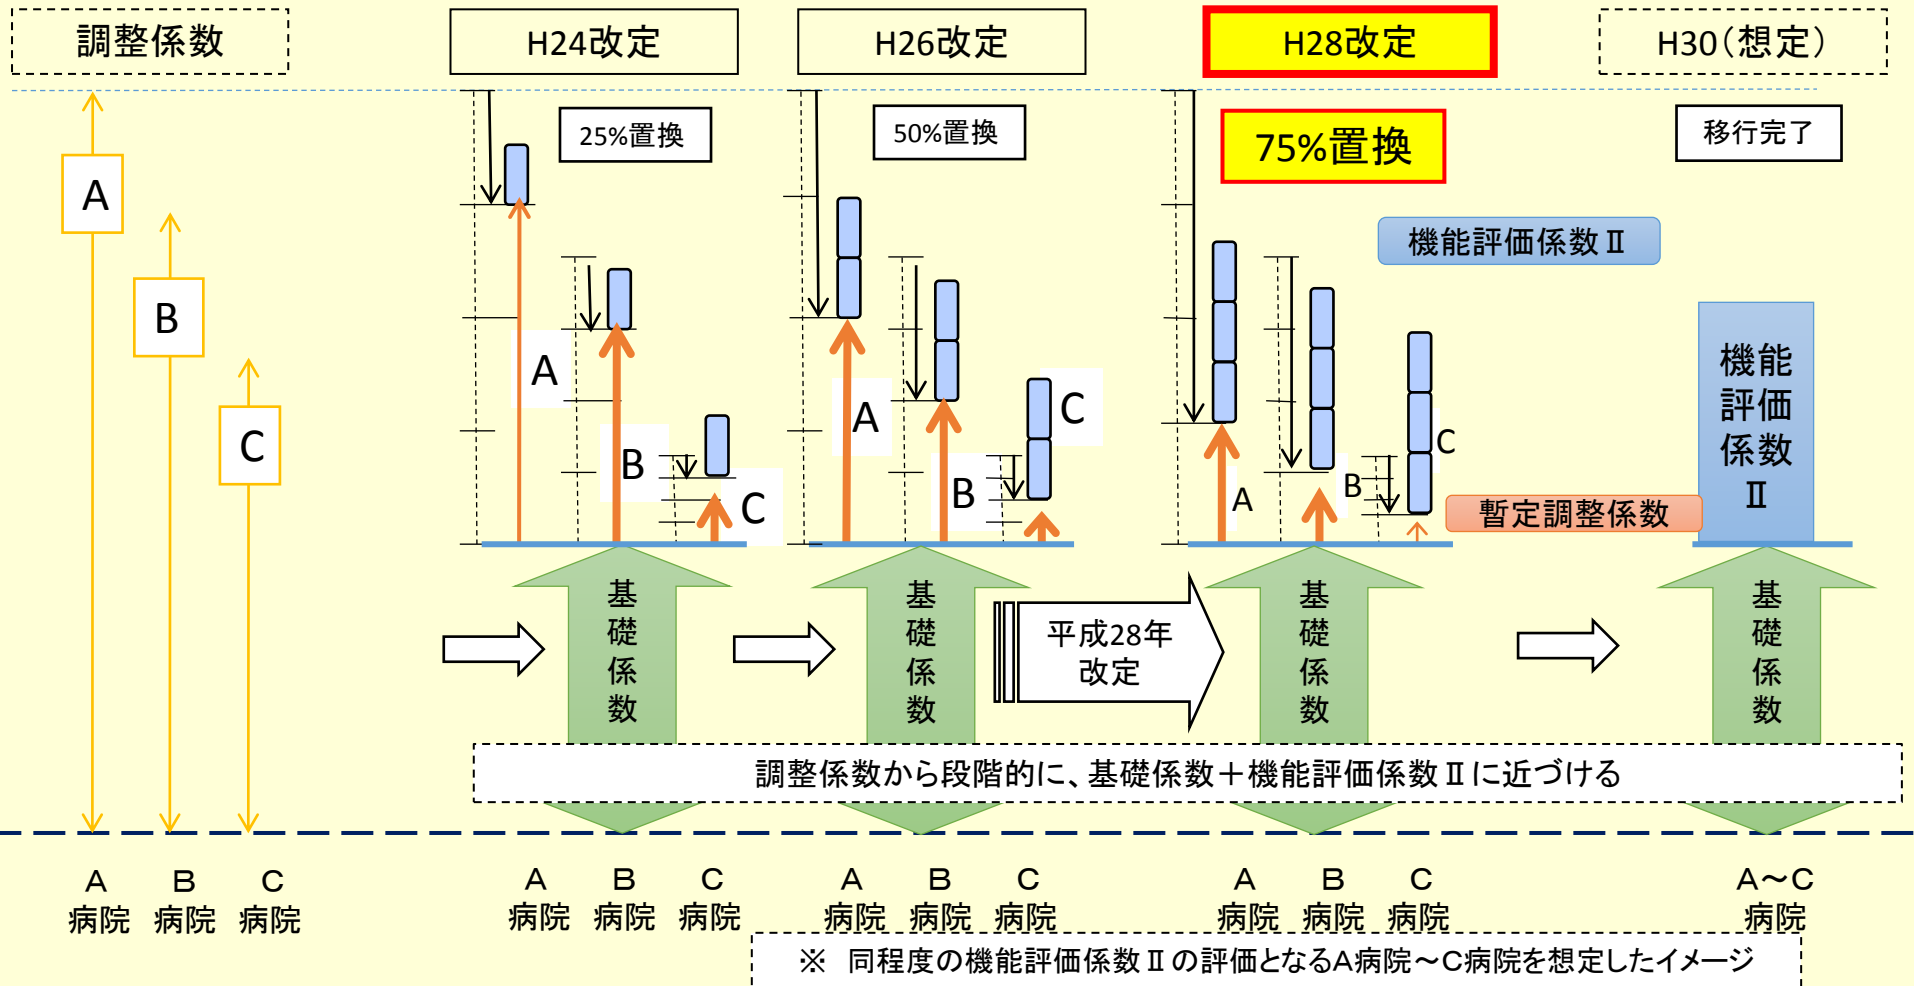 調整係数
H24改定
H26改定
H28改定
H30(想定)
25%置換
50%置換
75%置換
移行完了
A
B
C
A
B
C
A
B
C
A
B
C
機能評価係数Ⅱ
暫定調整係数
機能
評価
係数
Ⅱ
基
礎
係
数
基
礎
係
数
平成28年
改定
基
礎
係
数
基
礎
係
数
調整係数から段階的に、基礎係数＋機能評価係数Ⅱに近づける
A
病院
B
病院
C
病院
A
病院
B
病院
C
病院
A
病院
B
病院
C
病院
A
病院
B
病院
C
病院
A～C
病院
※　同程度の機能評価係数Ⅱの評価となるA病院～C病院を想定したイメージ